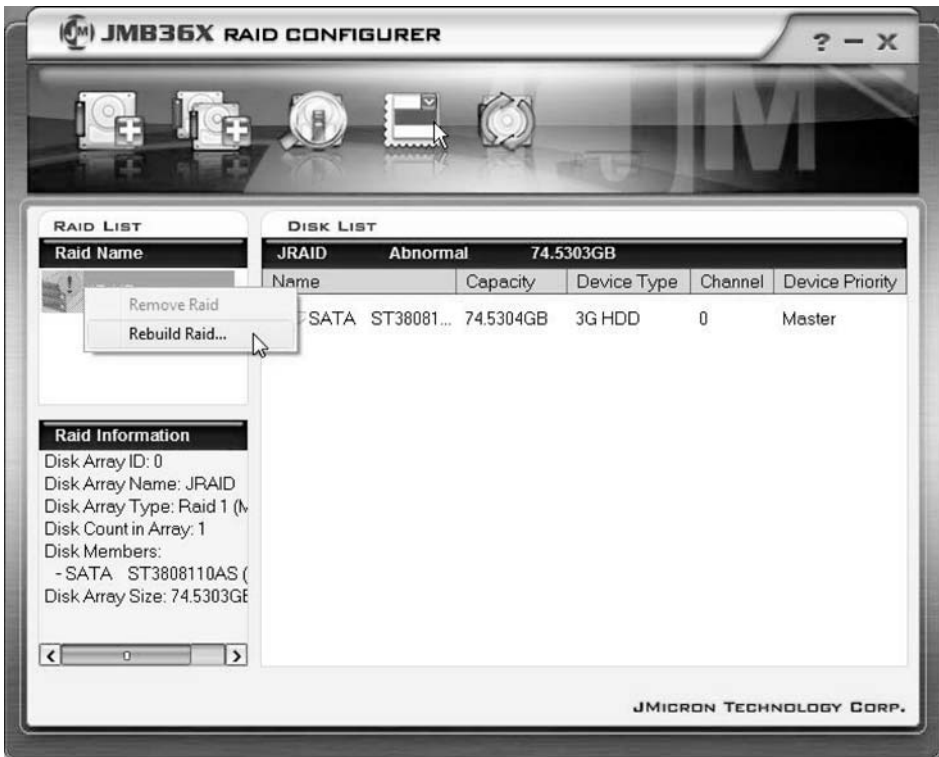 JM JMB36X RAID CONFIGURER
? – X
JM
RAID LIST
Raid Name
Remove Raid
Rebuild Raid...
Raid Information
Disk Array ID: 0
Disk Array Name: JRAID
Disk Array Type: Raid 1 (M
Disk Count in Array: 1
Disk Members:
- SATA ST3808110AS (
Disk Array Size: 74.5303GE
DISK LIST
JRAID Abnormal 74.5303GB
Name Capacity Device Type Channel Device Priority
SATA ST38081... 74.5304GB 3G HDD 0 Master
JMICRON TECHNOLOGY CORP.